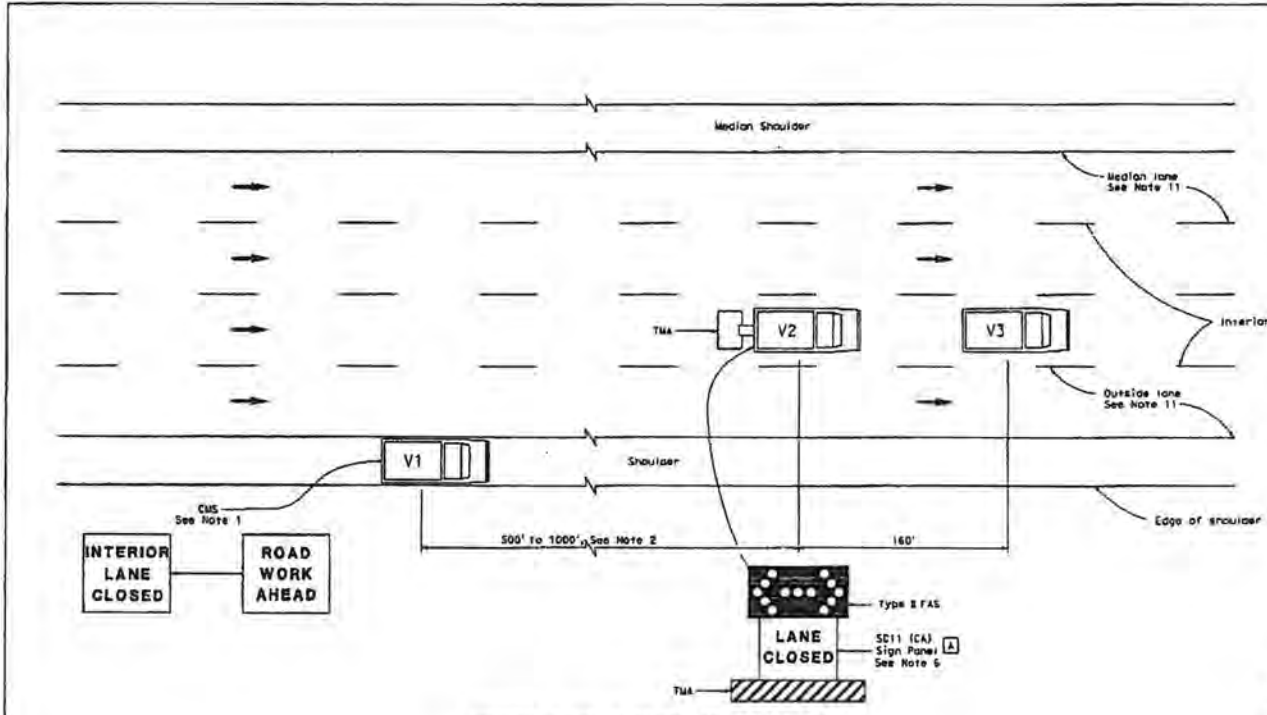 Median Shoulder
Median lane
See Note 11
TMA
V2
V3
Interior
Outside lane
See Note 11
V1
Shoulder
CMS
See Note 1
Edge of shoulder
500' to 1000', See Note 2
160'
INTERIOR
LANE
CLOSED
ROAD
WORK
AHEAD
Type II FAS
LANE
CLOSED
SC11 (CA)
Sign Panel A
See Note 6
TMA